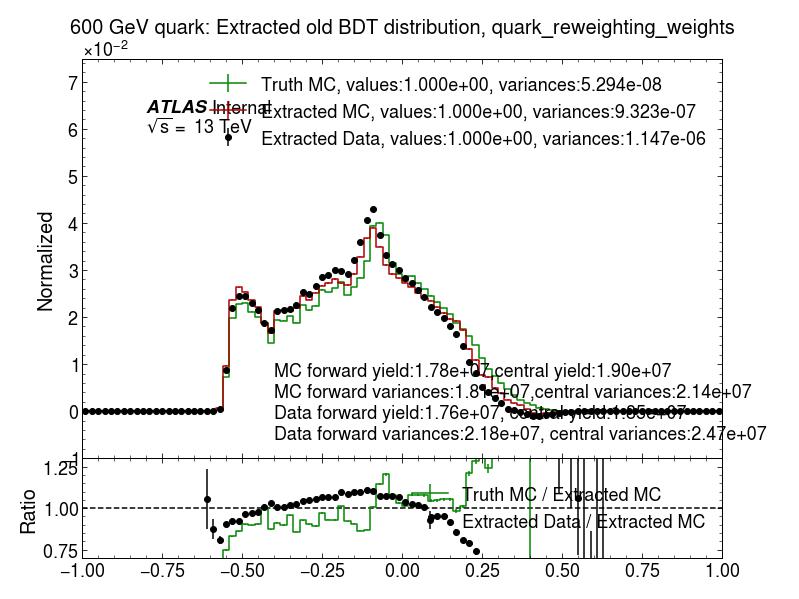 600 GeV quark: Extracted old BDT distribution, quark_reweighting_weights
×10⁻²
Truth MC, values:1.000e+00, variances:5.294e-08
ATLAS Internal
Extracted MC, values:1.000e+00, variances:9.323e-07
√s = 13 TeV
Extracted Data, values:1.000e+00, variances:1.147e-06
7
6
5
4
3
2
1
0
Normalized
MC forward yield:1.78e+07, central yield:1.90e+07
MC forward variances: central variances:2.14e+07
Data forward yield:1.76e+07,
Data forward variances:2.18e+07, central variances:2.47e+07
1.25
1.00
0.75
Ratio
Truth MC / Extracted MC
Extracted Data / Extracted MC
−1.00 −0.75 −0.50 −0.25 0.00 0.25 0.50 0.75 1.00